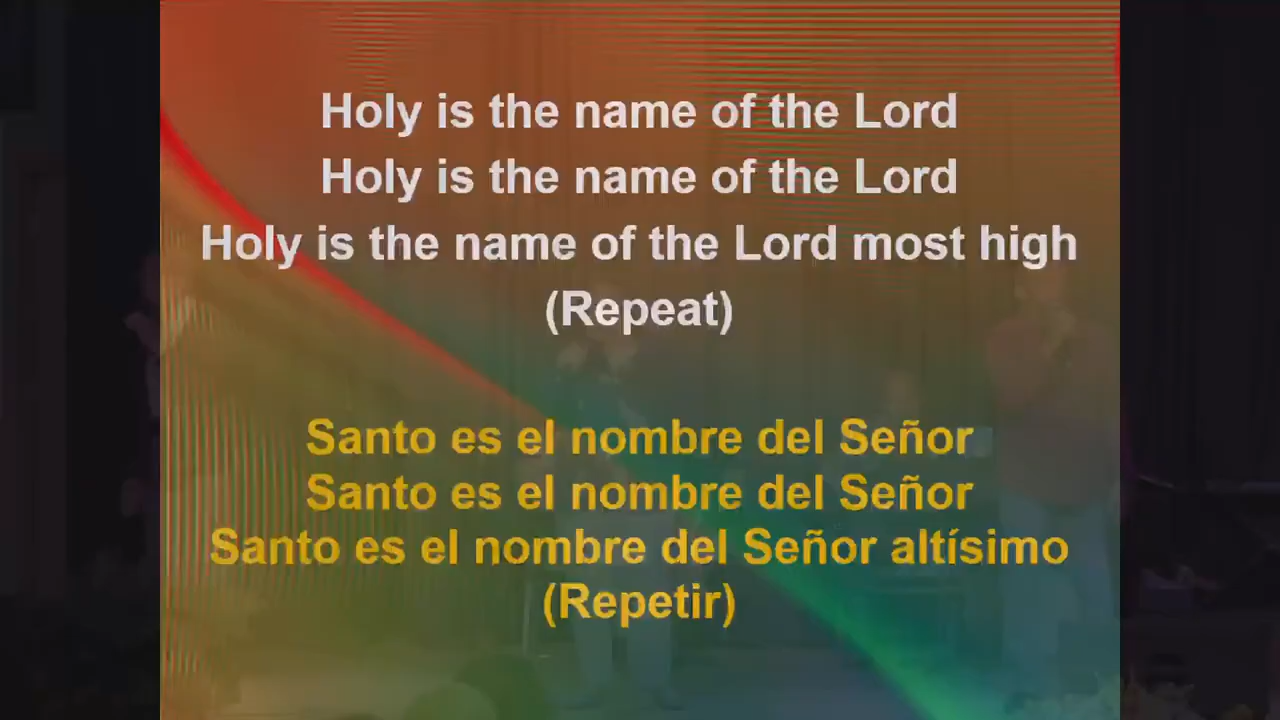 Holy is the name of the Lord
Holy is the name of the Lord
Holy is the name of the Lord most high
(Repeat)
Santo es el nombre del Señor
Santo es el nombre del Señor
Santo es el nombre del Señor altísimo
(Repetir)